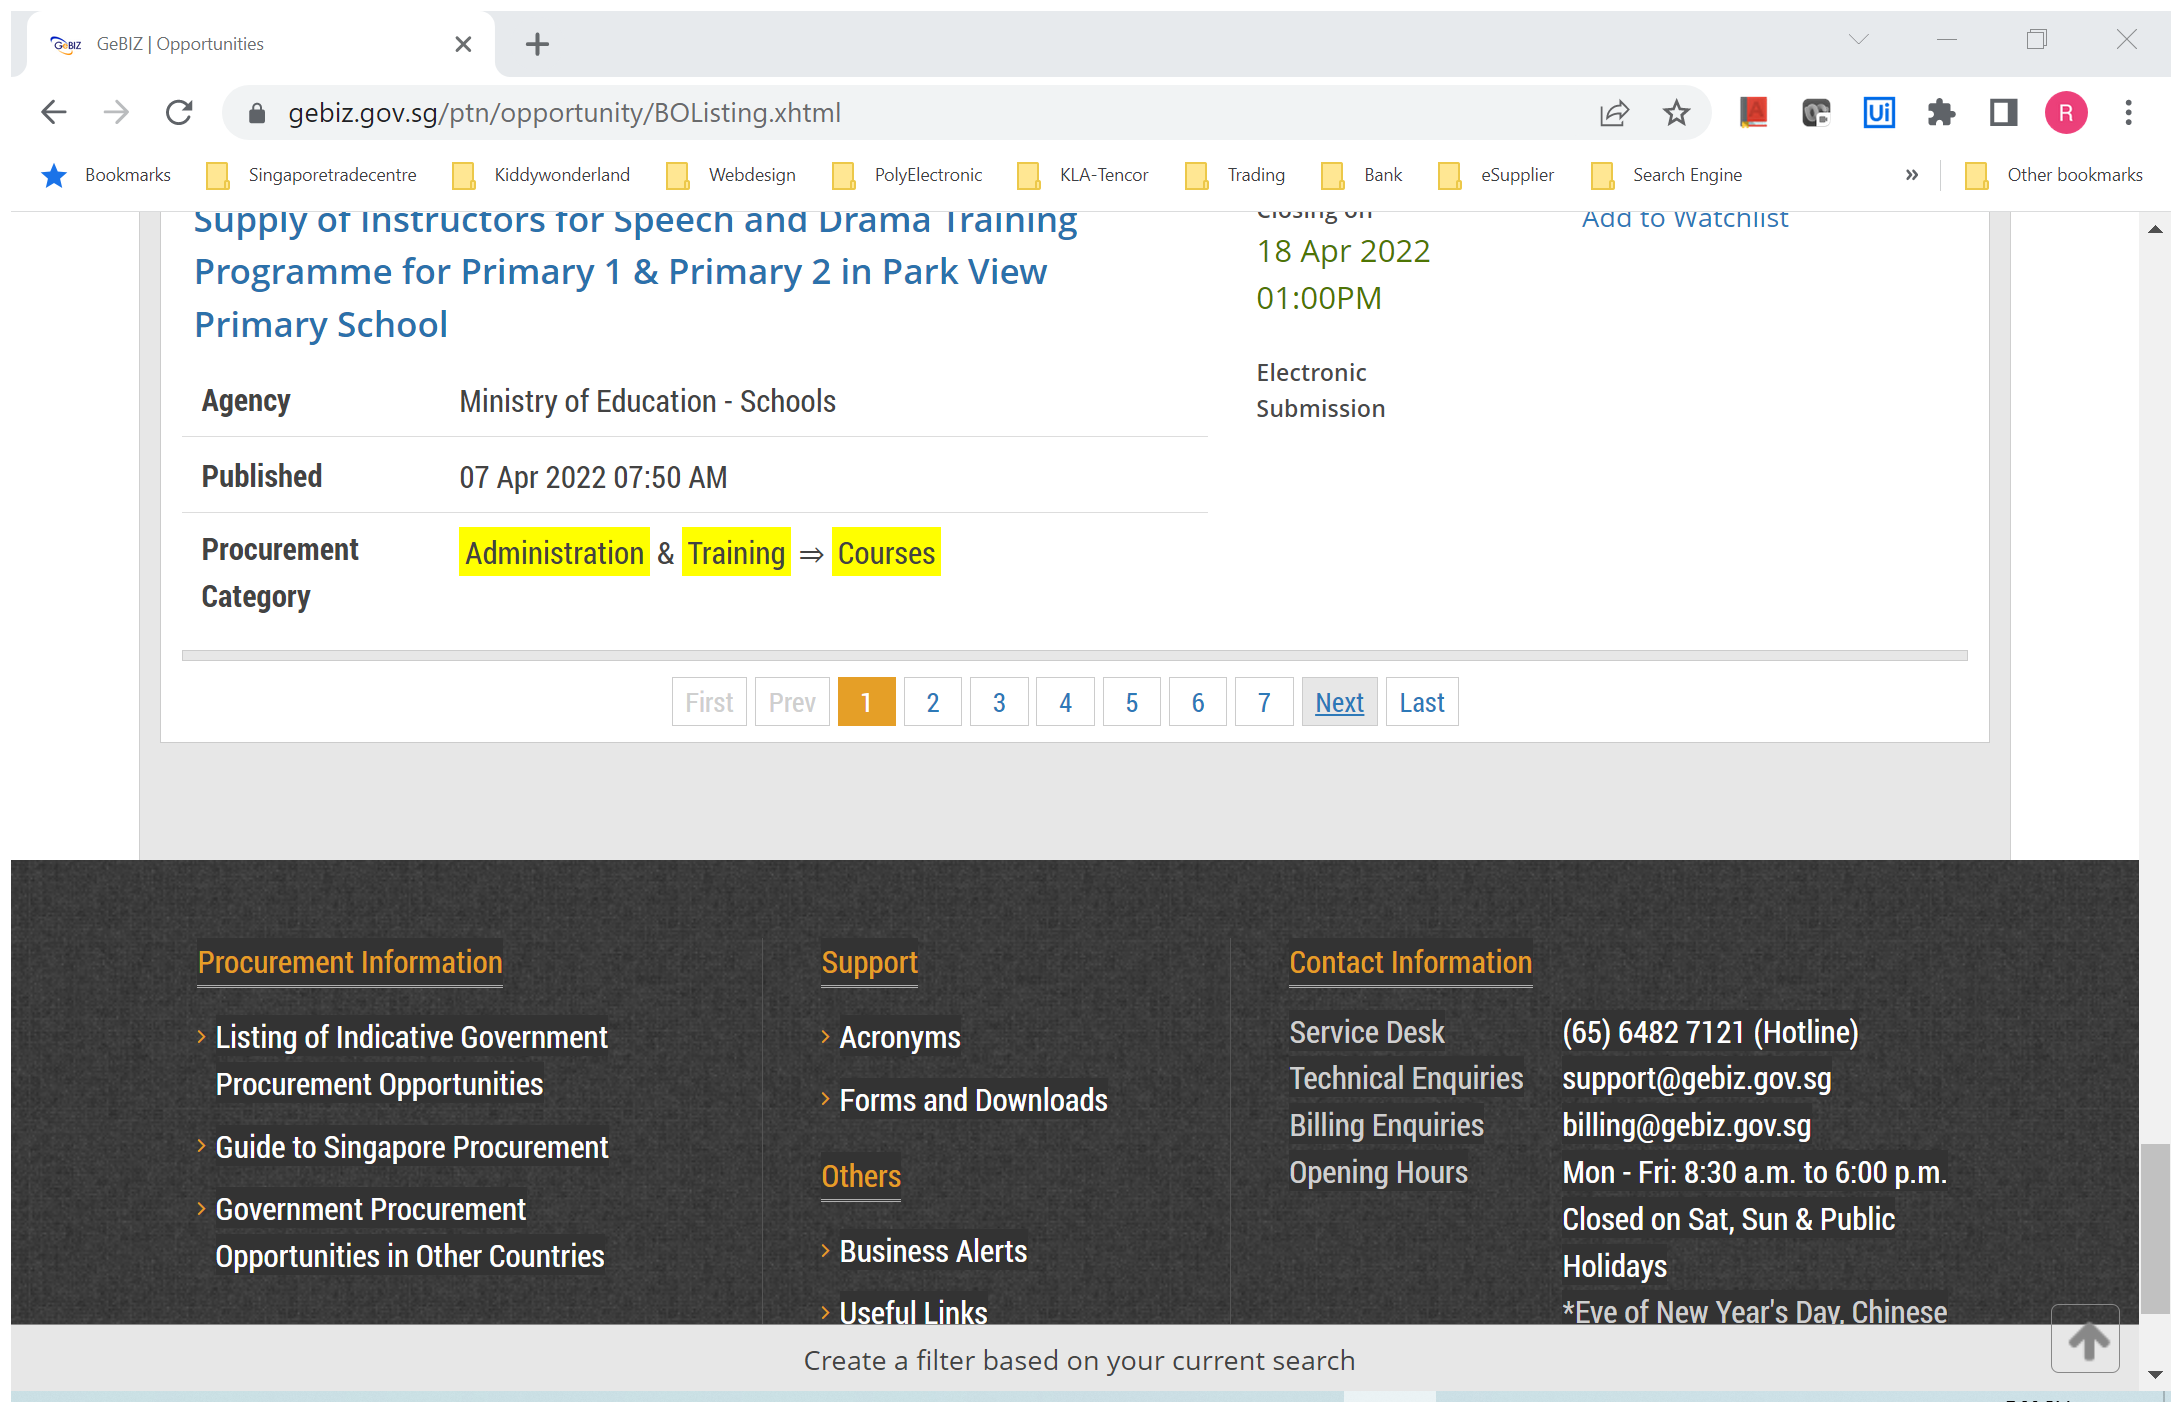 GeBIZ GeBIZ | Opportunities
gebiz.gov.sg/ptn/opportunity/BOListing.xhtml
Ui
R
Bookmarks Singaporetradecentre Kiddywonderland Webdesign PolyElectronic KLA-Tencor Trading Bank eSupplier Search Engine » Other bookmarks
Supply of Instructors for Speech and Drama Training
Programme for Primary 1 & Primary 2 in Park View
Primary School
Closing on
18 Apr 2022
01:00PM
Electronic
Submission
Add to Watchlist
Agency Ministry of Education - Schools
Published 07 Apr 2022 07:50 AM
Procurement
Category
Administration & Training ⇒ Courses
First Prev 1 2 3 4 5 6 7 Next Last
Procurement Information
› Listing of Indicative Government
Procurement Opportunities
› Guide to Singapore Procurement
› Government Procurement
Opportunities in Other Countries
Support
› Acronyms
› Forms and Downloads
Others
› Business Alerts
› Useful Links
Contact Information
Service Desk (65) 6482 7121 (Hotline)
Technical Enquiries support@gebiz.gov.sg
Billing Enquiries billing@gebiz.gov.sg
Opening Hours Mon - Fri: 8:30 a.m. to 6:00 p.m.
Closed on Sat, Sun & Public
Holidays
*Eve of New Year's Day, Chinese
Create a filter based on your current search